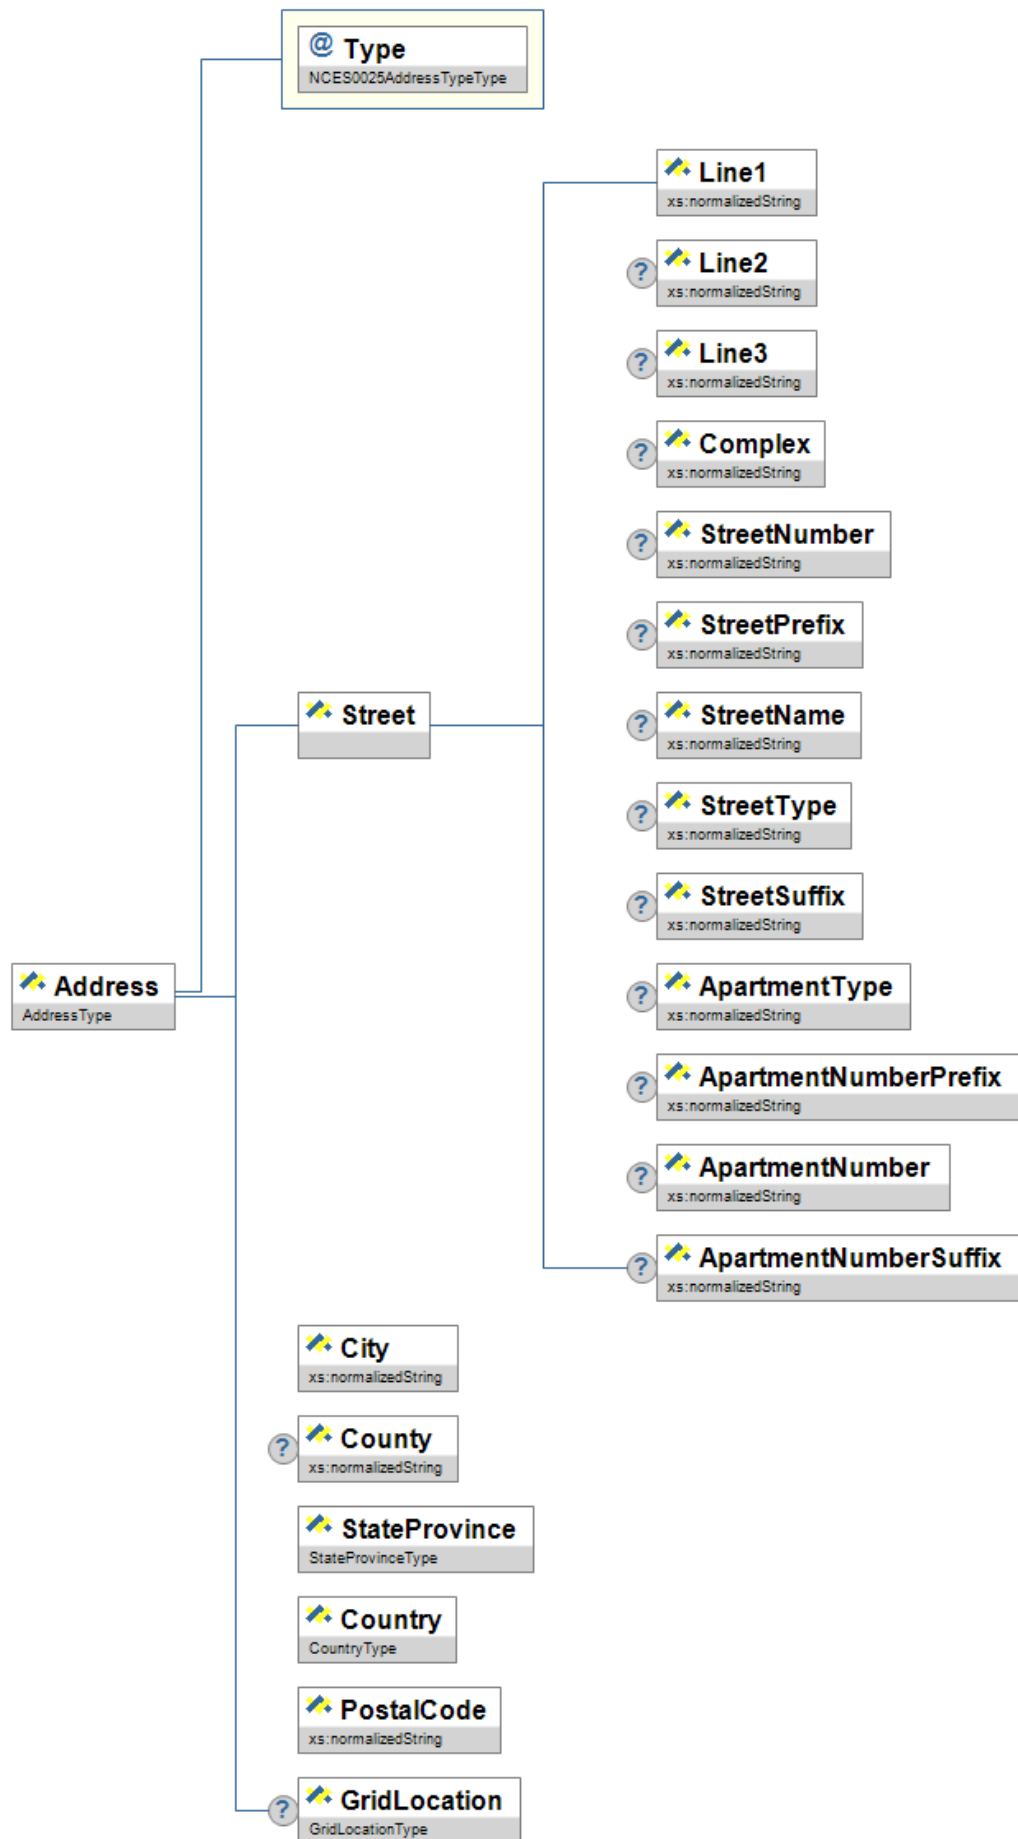 @ Type
NCES0025AddressTypeType
Line1
xs:normalizedString
? Line2
xs:normalizedString
? Line3
xs:normalizedString
? Complex
xs:normalizedString
? StreetNumber
xs:normalizedString
? StreetPrefix
xs:normalizedString
Street
? StreetName
xs:normalizedString
? StreetType
xs:normalizedString
? StreetSuffix
xs:normalizedString
Address
AddressType
? ApartmentType
xs:normalizedString
? ApartmentNumberPrefix
xs:normalizedString
? ApartmentNumber
xs:normalizedString
? ApartmentNumberSuffix
xs:normalizedString
City
xs:normalizedString
? County
xs:normalizedString
StateProvince
StateProvinceType
Country
CountryType
PostalCode
xs:normalizedString
? GridLocation
GridLocationType